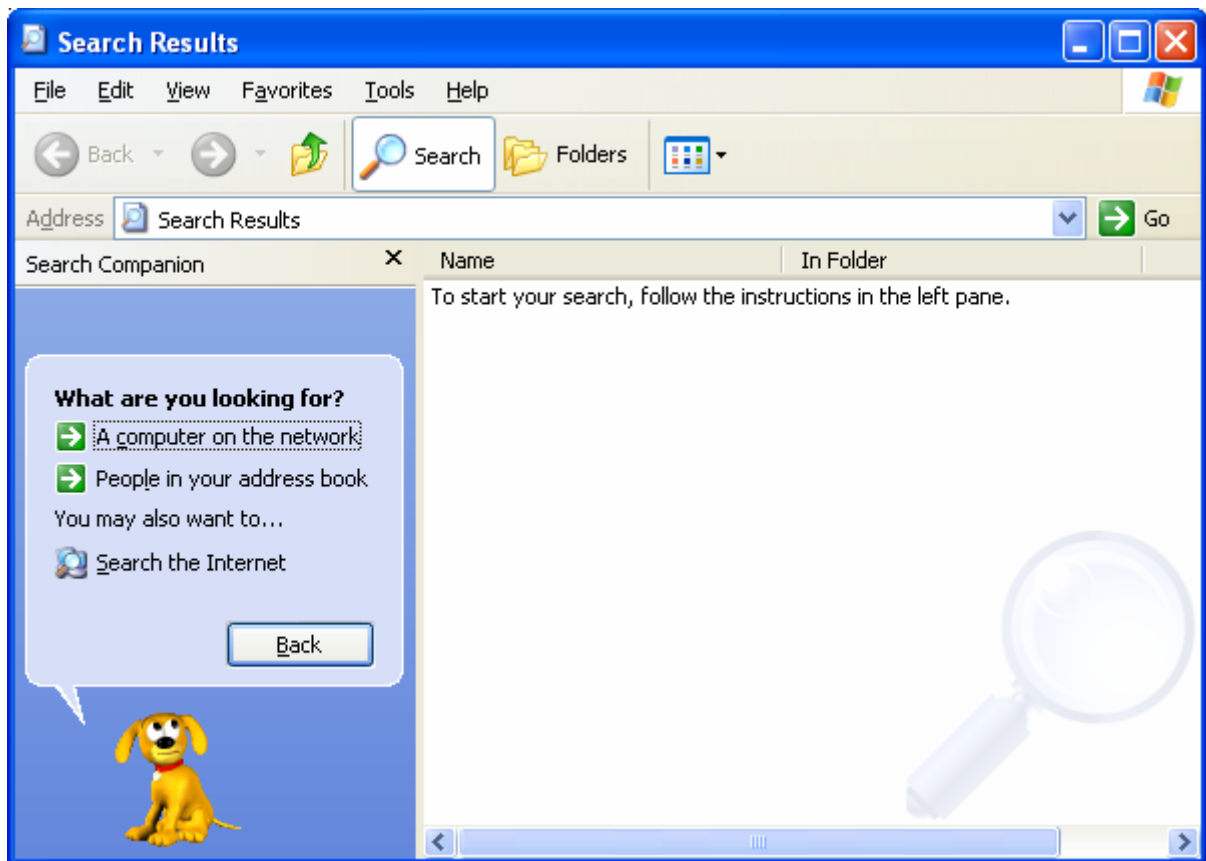 Search Results
File Edit View Favorites Tools Help
Back Search Folders
Address Search Results Go
Search Companion
Name In Folder
To start your search, follow the instructions in the left pane.
What are you looking for?
A computer on the network
People in your address book
You may also want to...
Search the Internet
Back